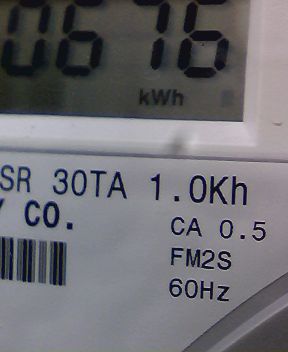 0676
kWh
SR 30TA 1.0Kh
Y CO.
CA 0.5
FM2S
60Hz